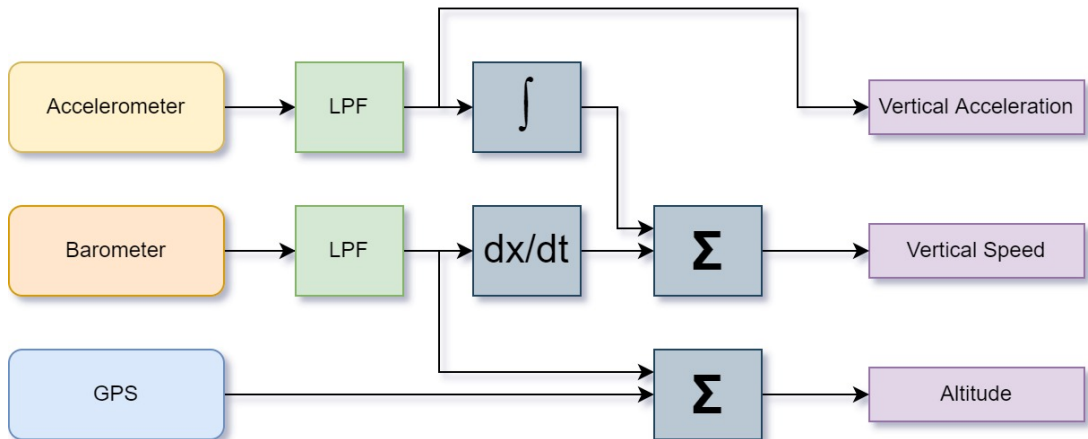 Accelerometer
LPF
∫
Vertical Acceleration
Barometer
LPF
dx/dt
Σ
Vertical Speed
GPS
Σ
Altitude